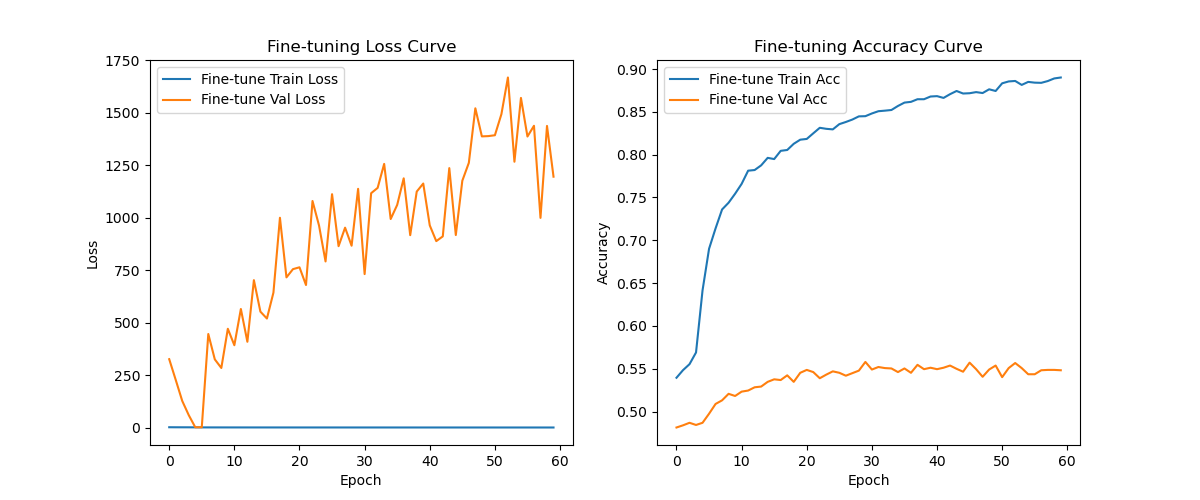 Fine-tuning Loss Curve
Fine-tune Train Loss
Fine-tune Val Loss
Loss
1750
1500
1250
1000
750
500
250
0
0 10 20 30 40 50 60
Epoch
Fine-tuning Accuracy Curve
Fine-tune Train Acc
Fine-tune Val Acc
Accuracy
0.90
0.85
0.80
0.75
0.70
0.65
0.60
0.55
0.50
0 10 20 30 40 50 60
Epoch